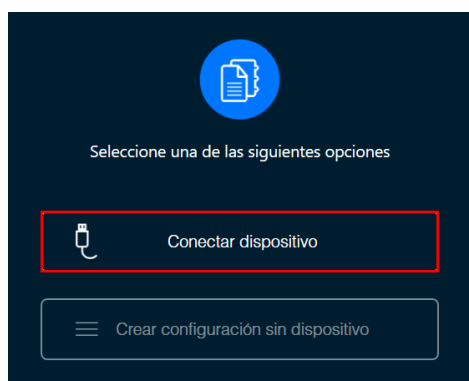 Seleccione una de las siguientes opciones
Conectar dispositivo
Crear configuración sin dispositivo